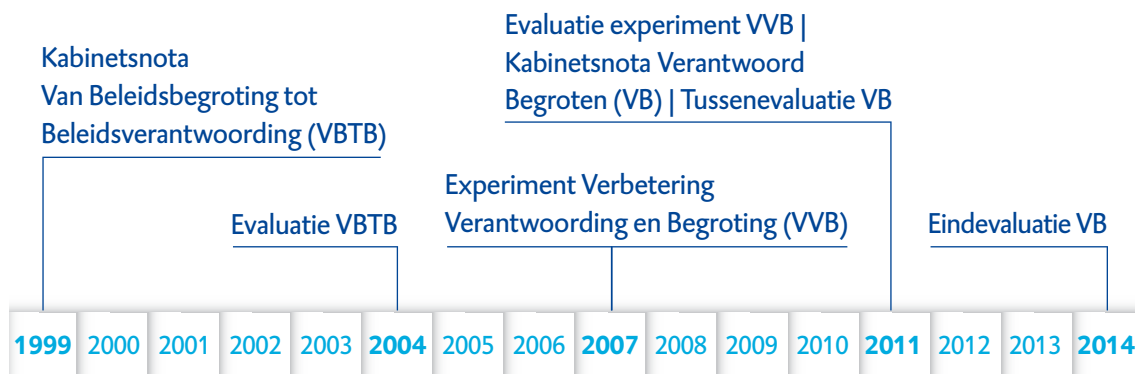 Kabinetsnota
Van Beleidsbegroting tot
Beleidsverantwoording (VBTB)
Evaluatie VBTB
Experiment Verbetering
Verantwoording en Begroting (VVB)
Evaluatie experiment VVB |
Kabinetsnota Verantwoord
Begroten (VB) | Tussenevaluatie VB
Eindevaluatie VB
1999 2000 2001 2002 2003 2004 2005 2006 2007 2008 2009 2010 2011 2012 2013 2014